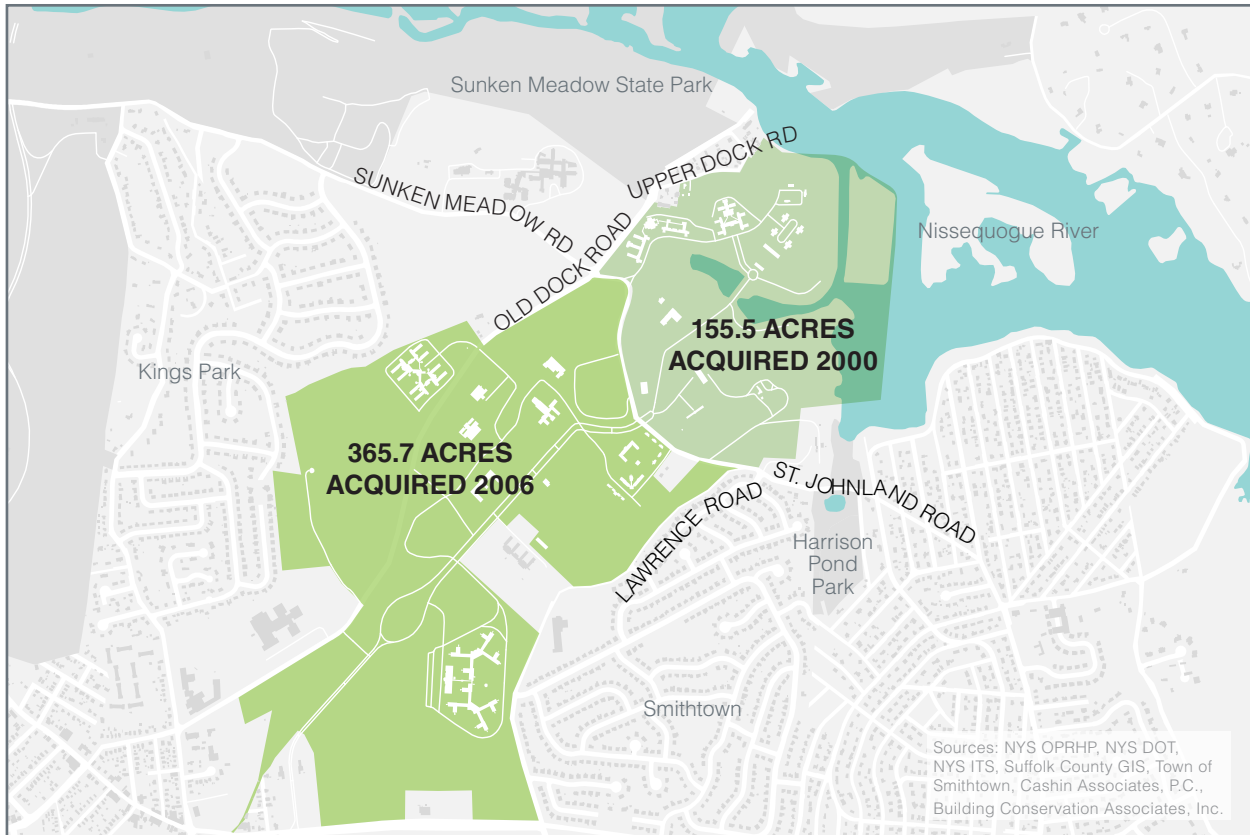 Sunken Meadow State Park
SUNKEN MEADOW RD
UPPER DOCK RD
OLD DOCK ROAD
Nissequogue River
155.5 ACRES
ACQUIRED 2000
Kings Park
365.7 ACRES
ACQUIRED 2006
LAWRENCE ROAD
ST. JOHNLAND ROAD
Harrison
Pond
Park
Smithtown
Sources: NYS OPRHP, NYS DOT,
NYS ITS, Suffolk County GIS, Town of
Smithtown, Cashin Associates, P.C.,
Building Conservation Associates, Inc.